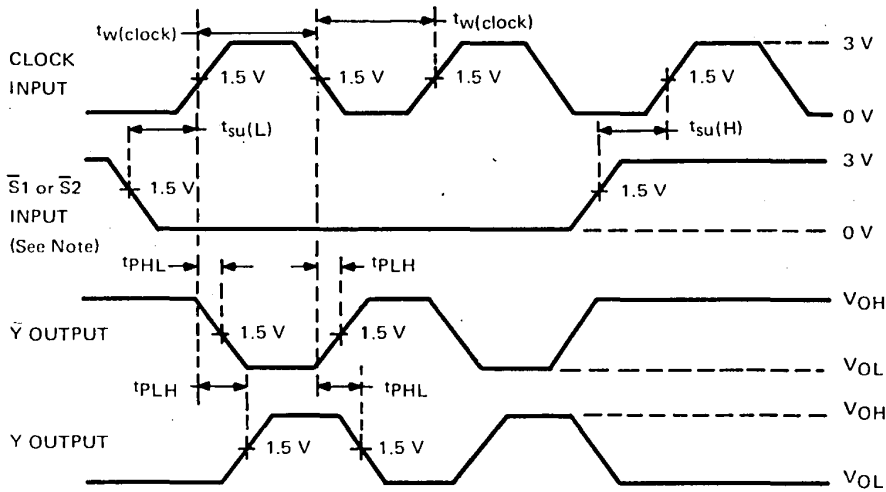 tw(clock) tw(clock)
3 V
CLOCK
INPUT
1.5 V 1.5 V 1.5 V 1.5 V
0 V
tsu(L) tsu(H)
3 V
S̄1 or S̄2
INPUT
(See Note)
1.5 V 1.5 V
0 V
tPHL tPLH
VOH
Ȳ OUTPUT
1.5 V 1.5 V
VOL
tPLH tPHL
VOH
Y OUTPUT
1.5 V 1.5 V
VOL